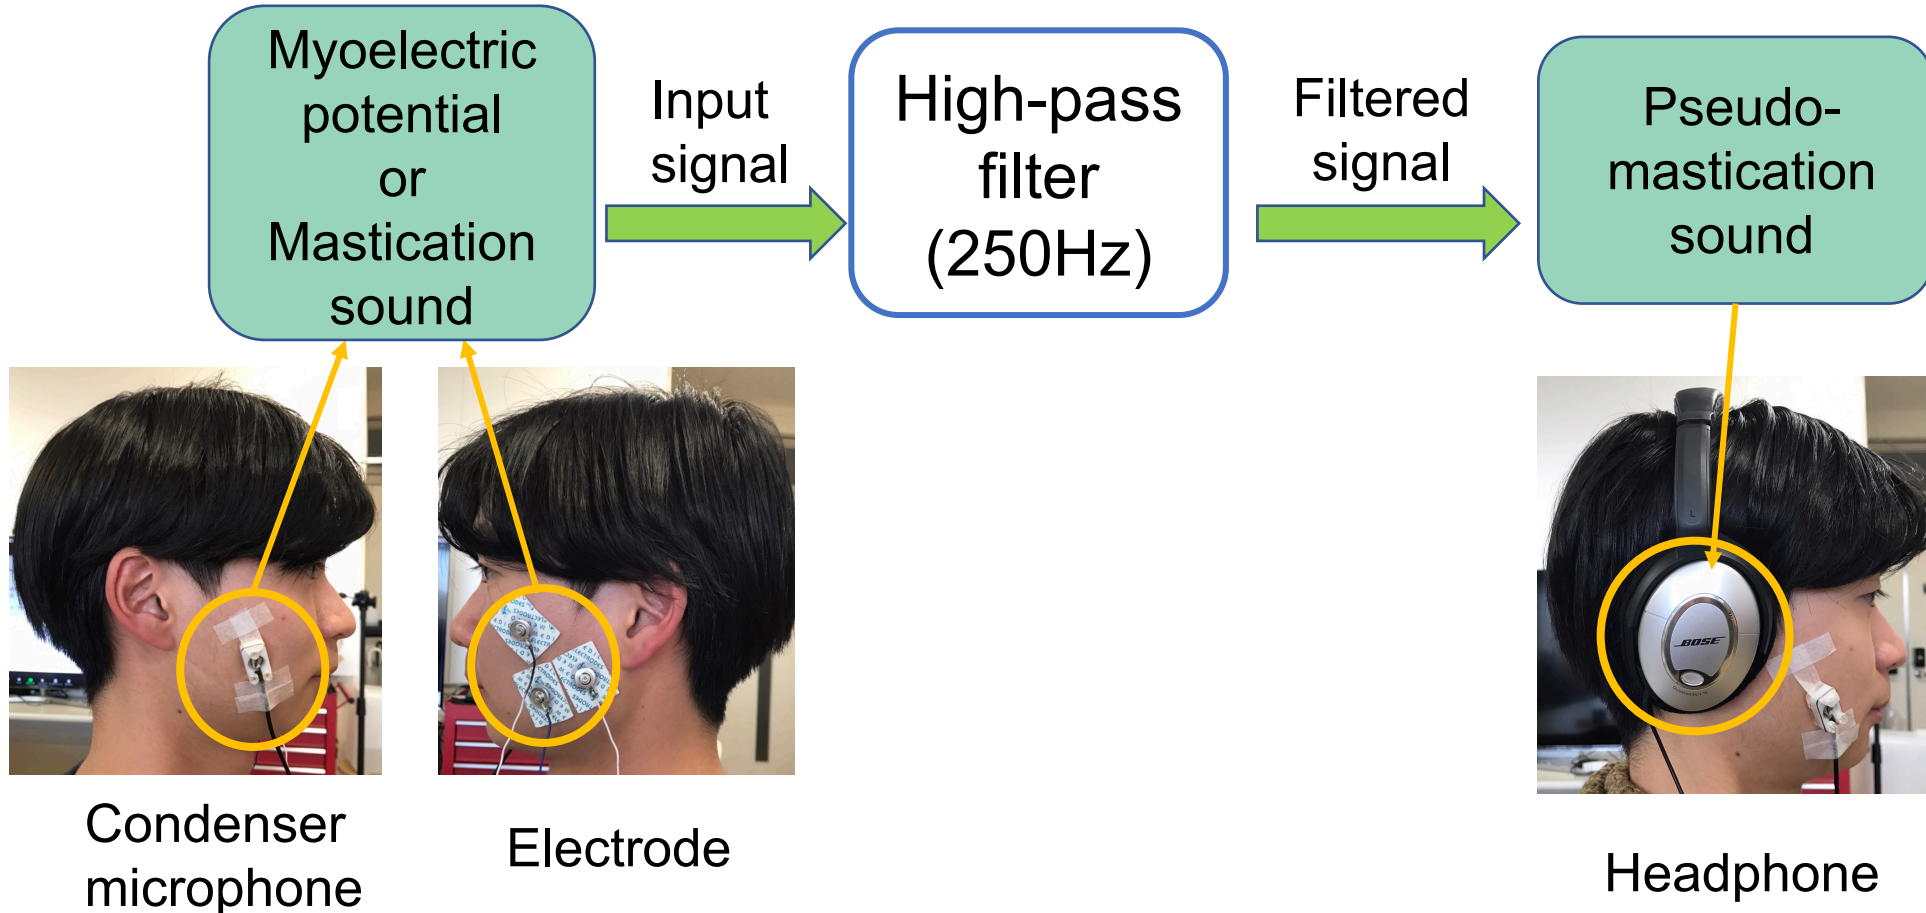 Myoelectric
potential
or
Mastication
sound
Input
signal
High-pass
filter
(250Hz)
Filtered
signal
Pseudo-
mastication
sound
Condenser
microphone
Electrode
BOSE
L
Headphone